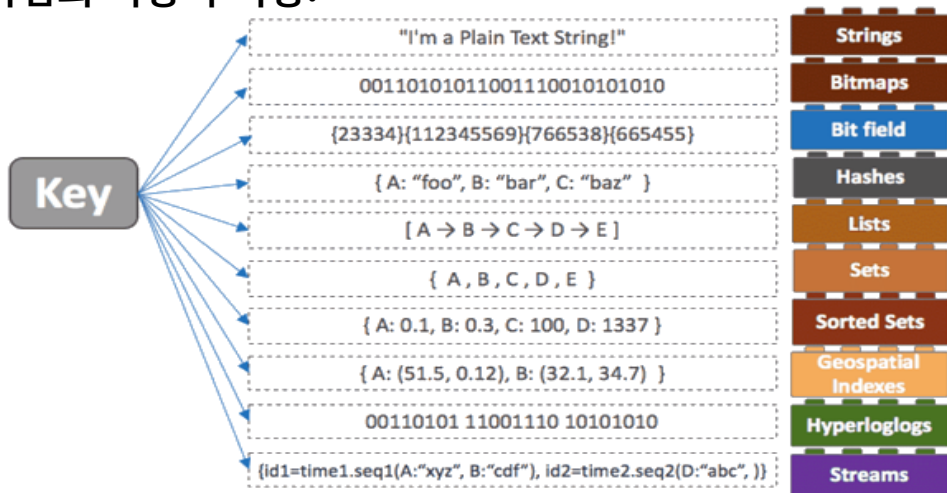 "I'm a Plain Text String!"
Strings
00110101011001110010101010
Bitmaps
{23334}{112345569}{766538}{665455}
Bit field
Key
{ A: “foo”, B: “bar”, C: “baz” }
Hashes
[ A → B → C → D → E ]
Lists
{ A , B , C , D , E }
Sets
{ A: 0.1, B: 0.3, C: 100, D: 1337 }
Sorted Sets
{ A: (51.5, 0.12), B: (32.1, 34.7) }
Geospatial
Indexes
00110101 11001110 10101010
Hyperloglogs
{id1=time1.seq1(A:“xyz”, B:“cdf”), id2=time2.seq2(D:“abc”, )}
Streams